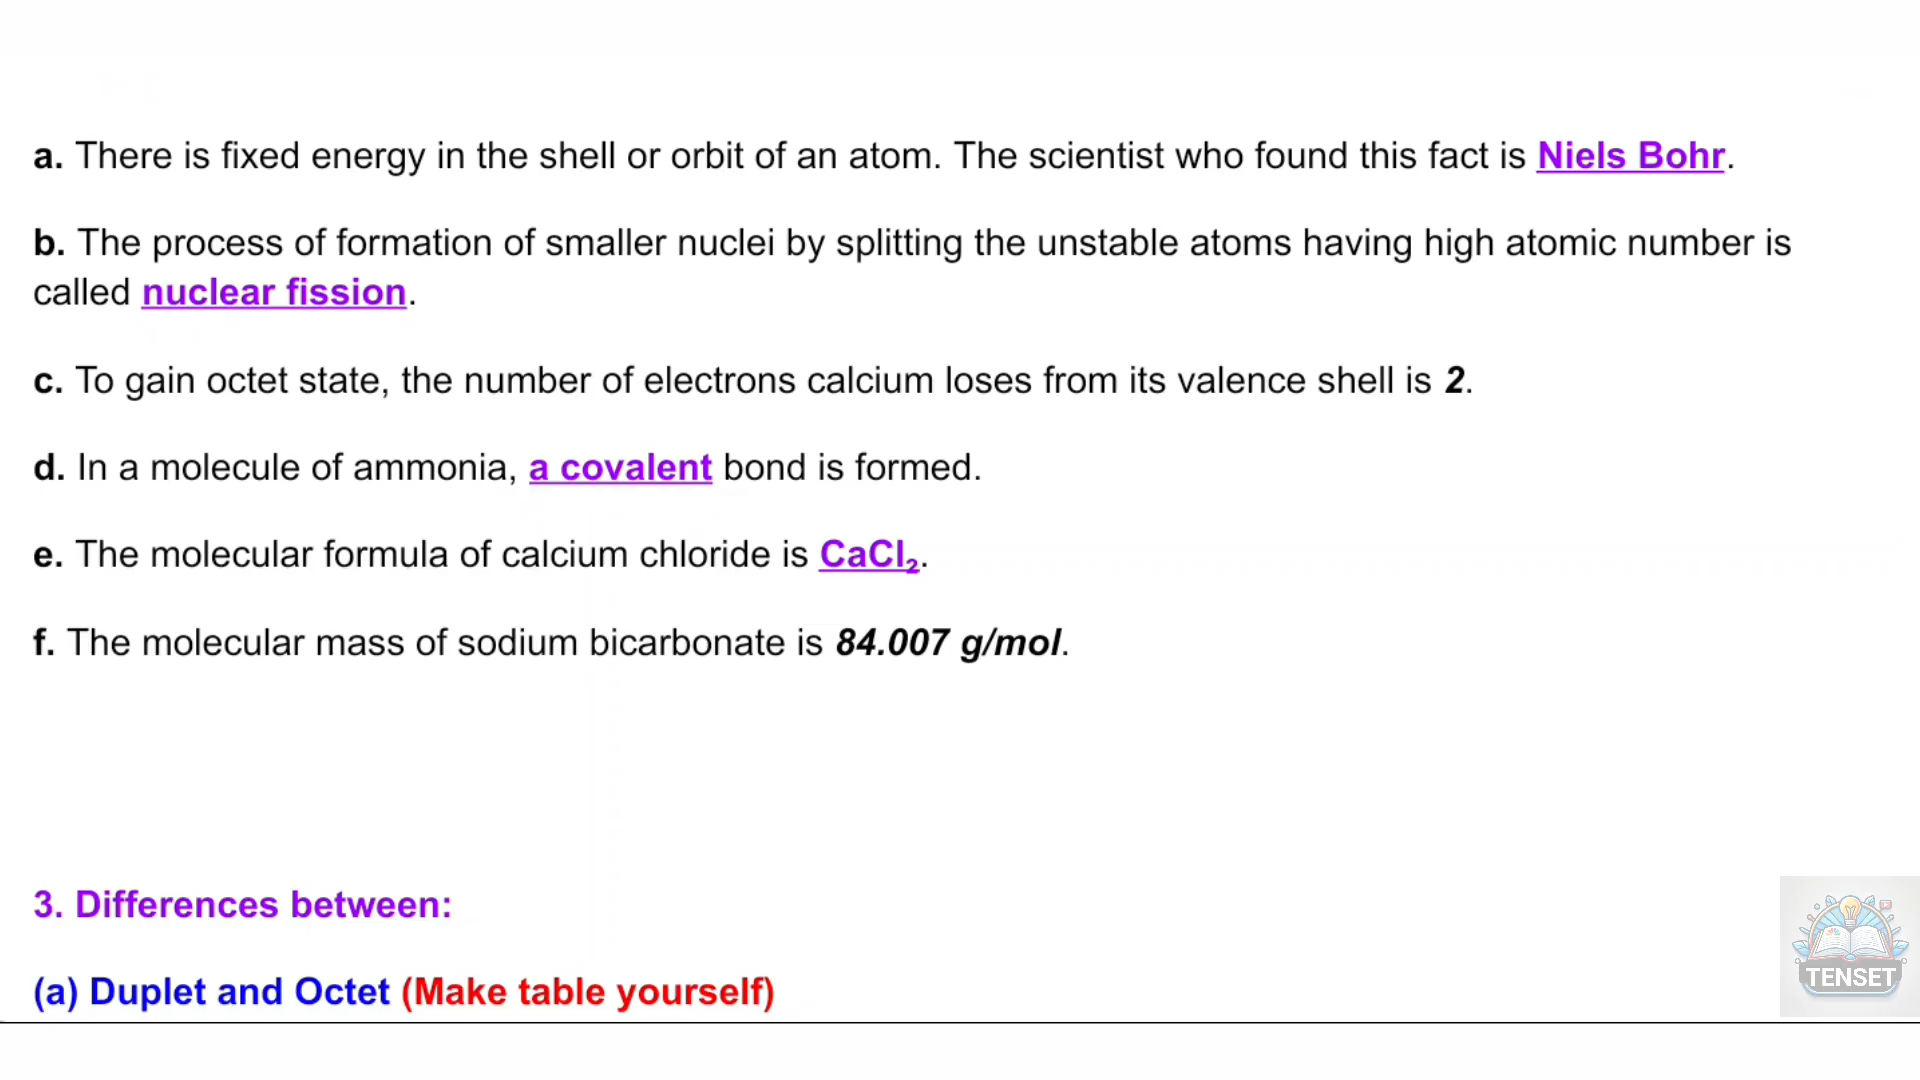 a. There is fixed energy in the shell or orbit of an atom. The scientist who found this fact is Niels Bohr.
b. The process of formation of smaller nuclei by splitting the unstable atoms having high atomic number is
called nuclear fission.
c. To gain octet state, the number of electrons calcium loses from its valence shell is 2.
d. In a molecule of ammonia, a covalent bond is formed.
e. The molecular formula of calcium chloride is CaCl₂.
f. The molecular mass of sodium bicarbonate is 84.007 g/mol.
3. Differences between:
(a) Duplet and Octet (Make table yourself)
TENSET